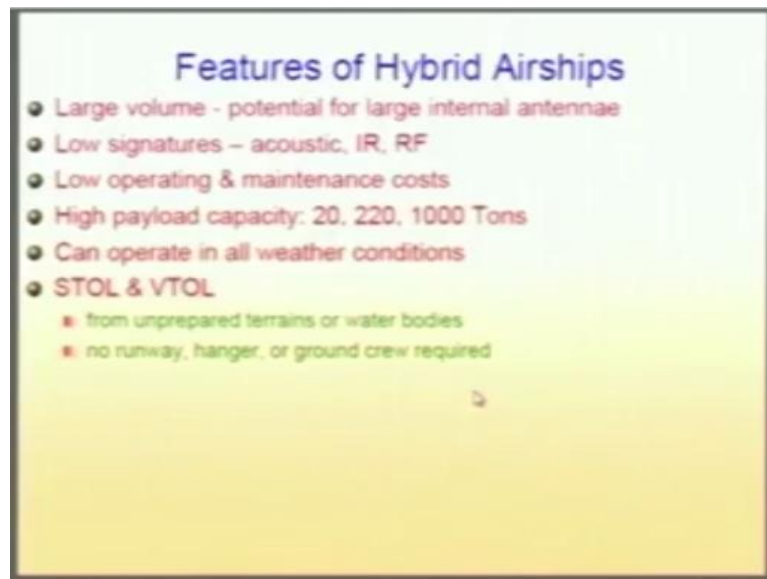 Features of Hybrid Airships
Large volume - potential for large internal antennae
Low signatures – acoustic, IR, RF
Low operating & maintenance costs
High payload capacity: 20, 220, 1000 Tons
Can operate in all weather conditions
STOL & VTOL
from unprepared terrains or water bodies
no runway, hanger, or ground crew required